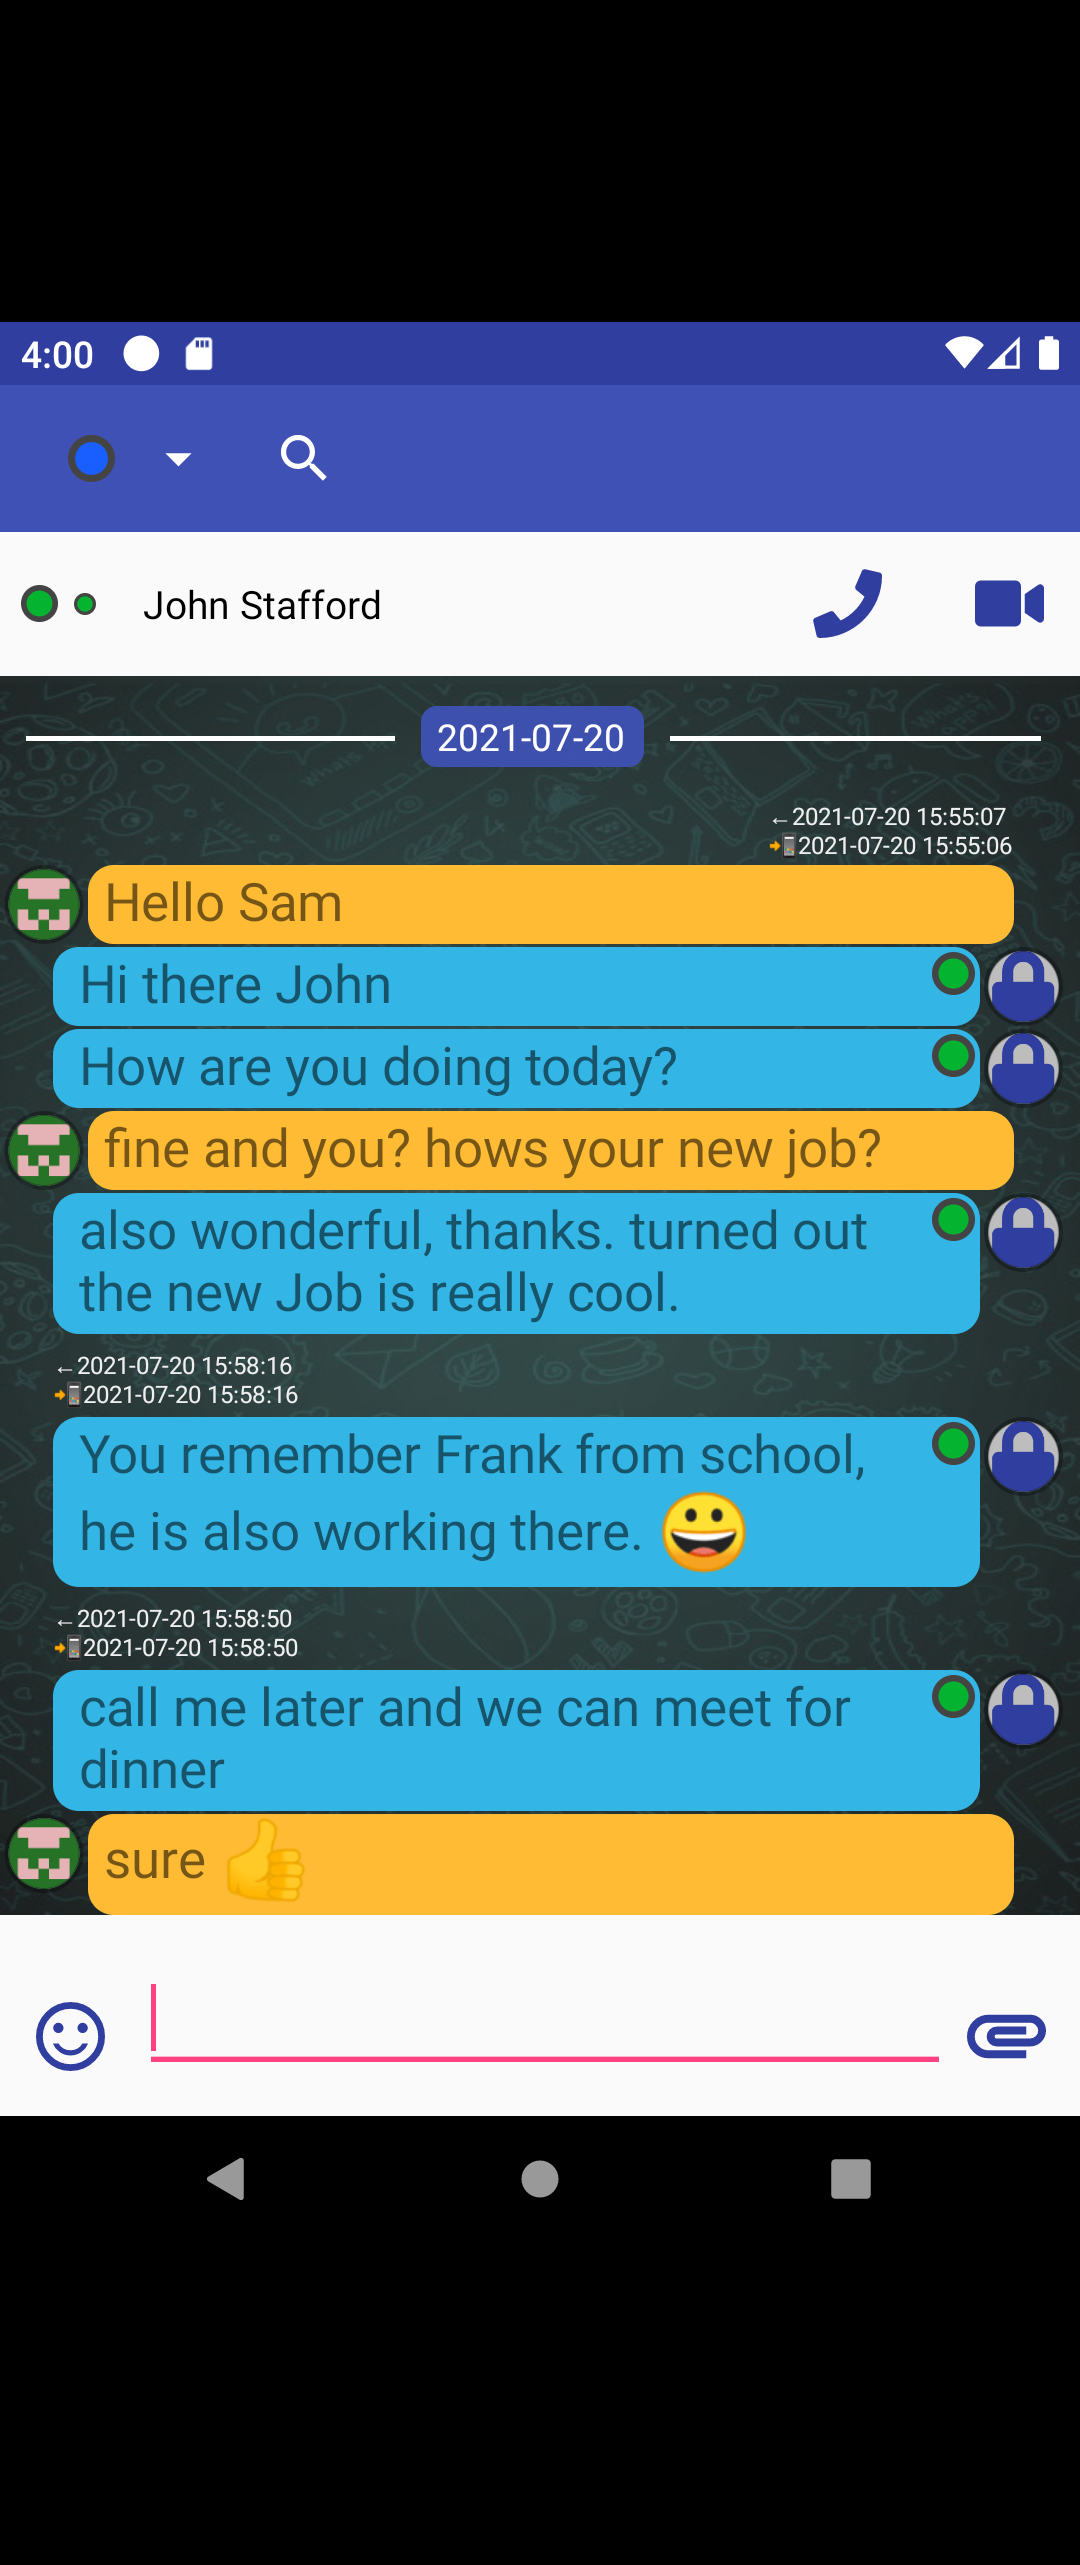 4:00
John Stafford
2021-07-20
←2021-07-20 15:55:07
📲2021-07-20 15:55:06
Hello Sam
Hi there John
How are you doing today?
fine and you? hows your new job?
also wonderful, thanks. turned out
the new Job is really cool.
←2021-07-20 15:58:16
📲2021-07-20 15:58:16
You remember Frank from school,
he is also working there. 😀
←2021-07-20 15:58:50
📲2021-07-20 15:58:50
call me later and we can meet for
dinner
sure 👍